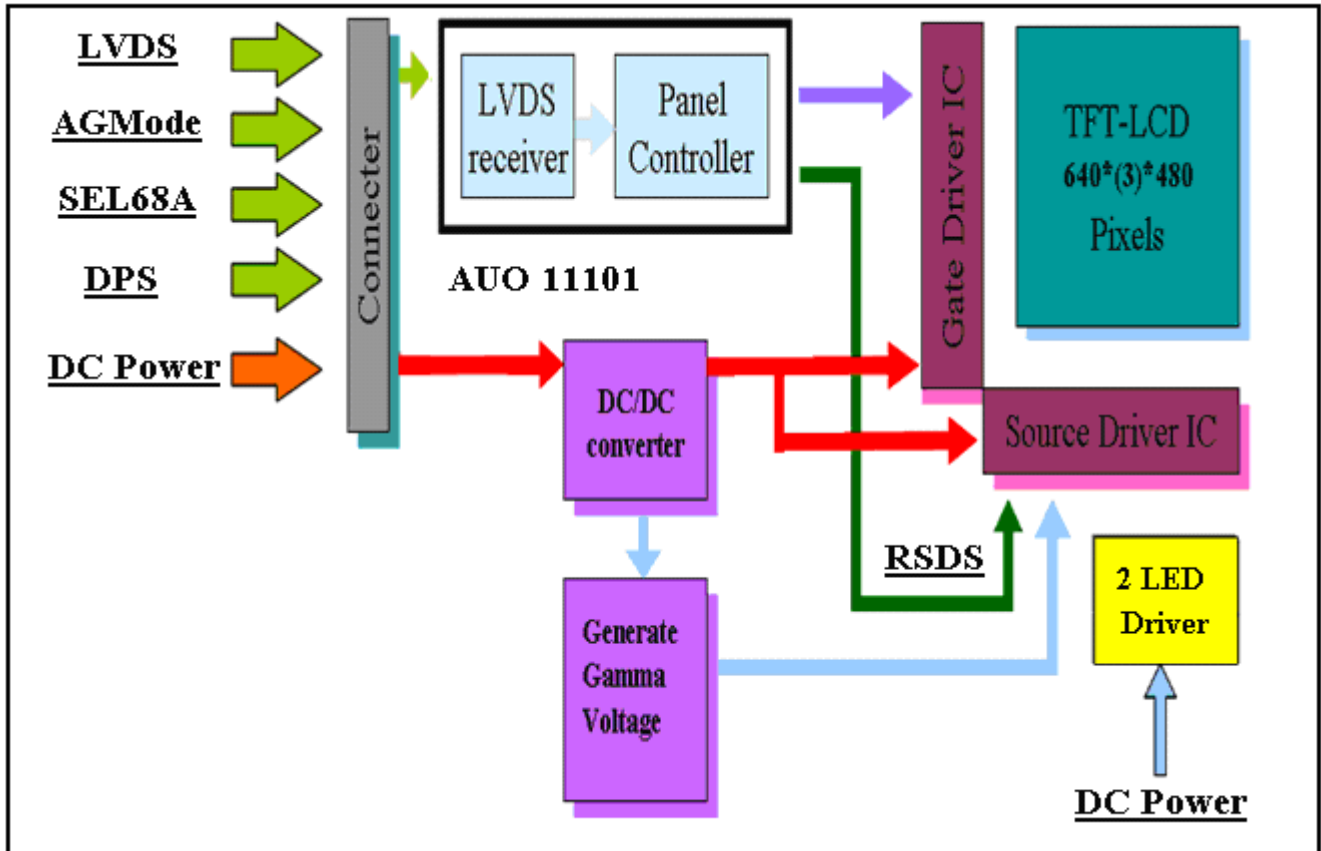 LVDS
AGMode
SEL68A
DPS
DC Power
Connecter
LVDS
receiver
Panel
Controller
AUO 11101
DC/DC
converter
Generate
Gamma
Voltage
Gate Driver IC
TFT-LCD
640*(3)*480
Pixels
Source Driver IC
RSDS
2 LED
Driver
DC Power